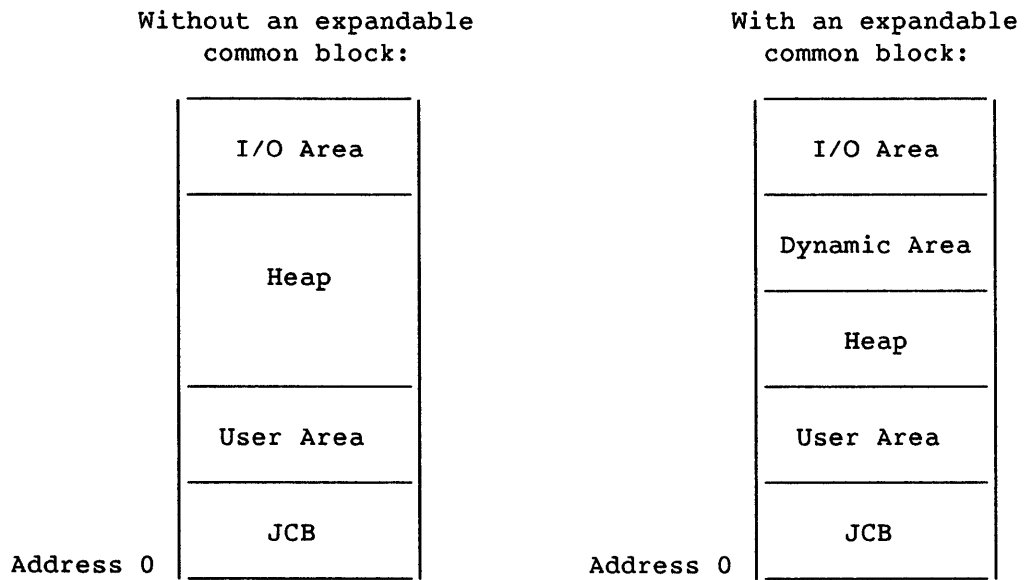 Without an expandable
common block:
I/O Area
Heap
User Area
JCB
Address 0
With an expandable
common block:
I/O Area
Dynamic Area
Heap
User Area
JCB
Address 0